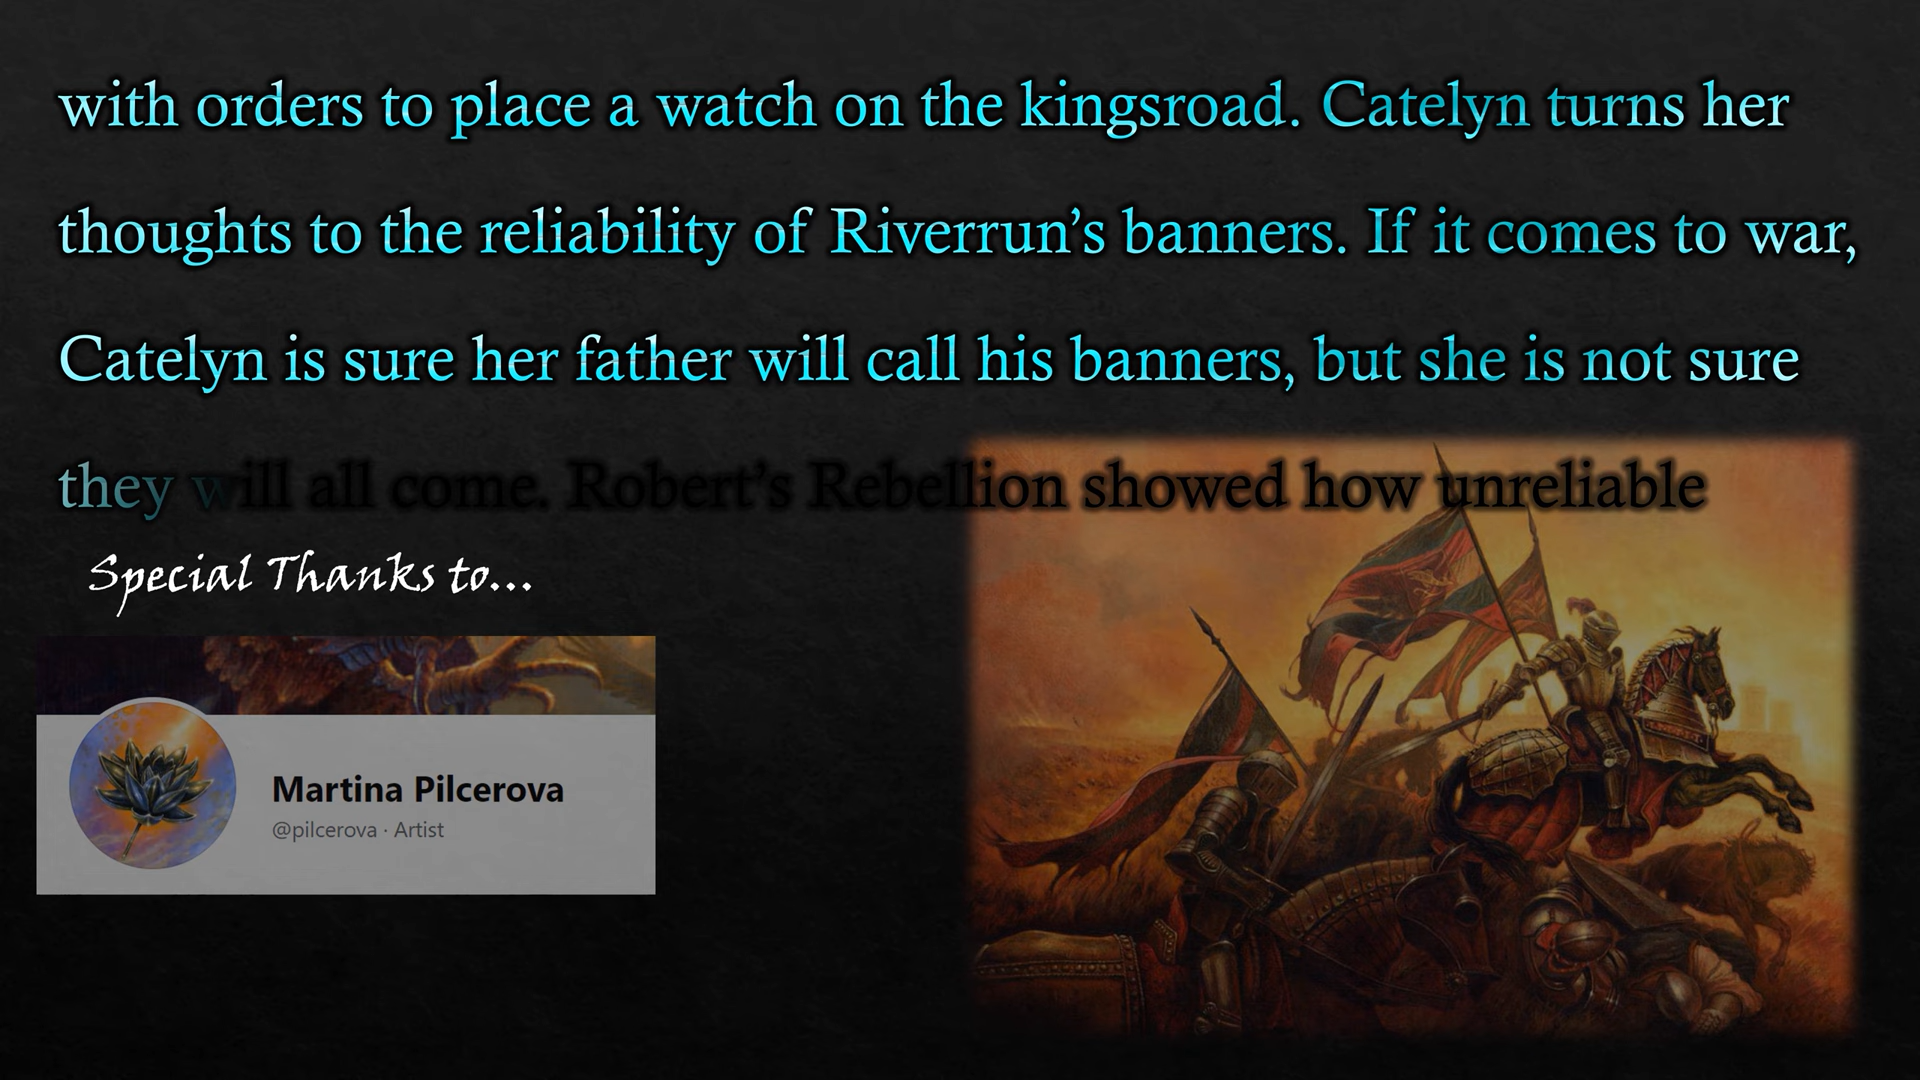 with orders to place a watch on the kingsroad. Catelyn turns her
thoughts to the reliability of Riverrun’s banners. If it comes to war,
Catelyn is sure her father will call his banners, but she is not sure
they will all come. Robert’s Rebellion showed how unreliable
Special Thanks to...
Martina Pilcerova
@pilcerova · Artist